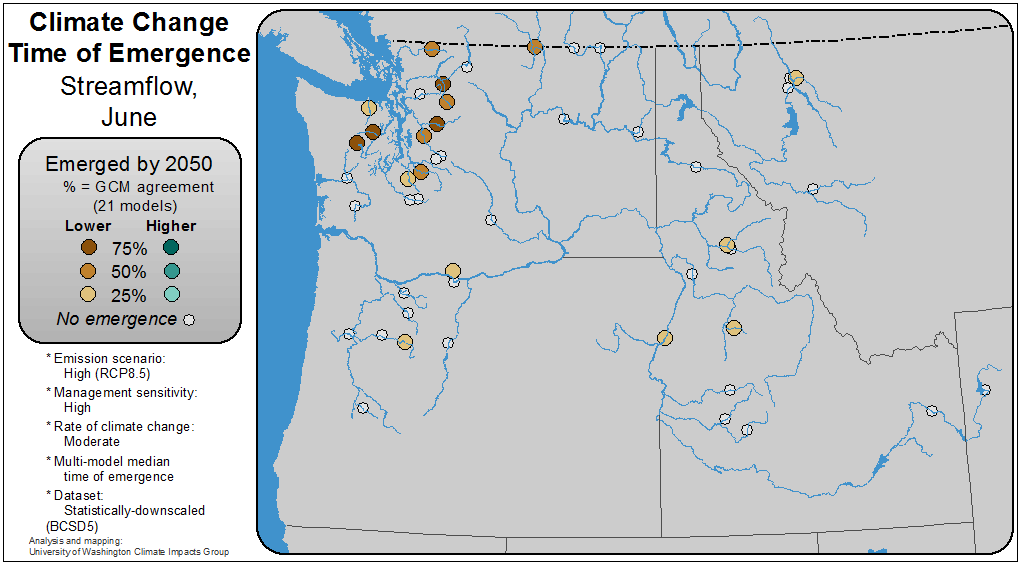 Climate Change
Time of Emergence
Streamflow,
June
Emerged by 2050
% = GCM agreement
(21 models)
Lower Higher
75%
50%
25%
No emergence
* Emission scenario:
High (RCP8.5)
* Management sensitivity:
High
* Rate of climate change:
Moderate
* Multi-model median
time of emergence
* Dataset:
Statistically-downscaled
(BCSD5)
Analysis and mapping:
University of Washington Climate Impacts Group